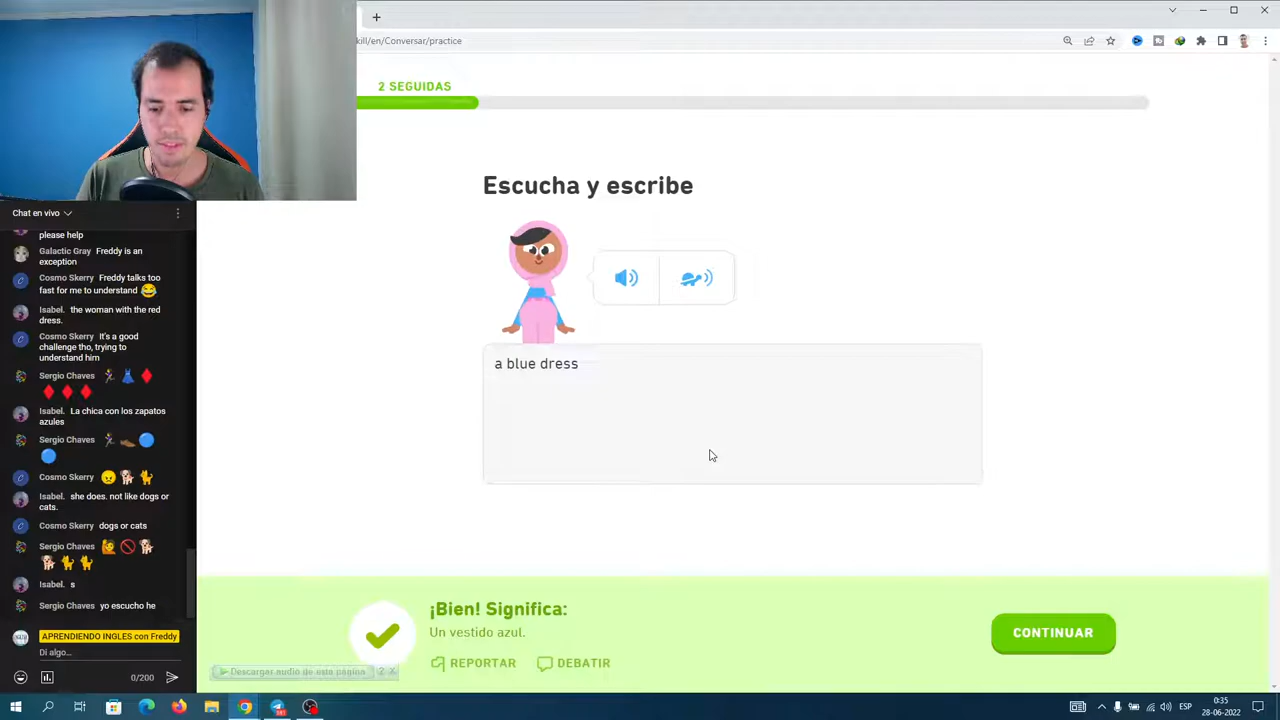 kill/en/Conversar/practice
2 SEGUIDAS
Escucha y escribe
a blue dress
¡Bien! Significa:
Un vestido azul.
REPORTAR
DEBATIR
CONTINUAR
Descargar audio de esta página
? X
Chat en vivo
please help
Galactic Gray Freddy is an
exception
Cosmo Skerry Freddy talks too
fast for me to understand 😂
Isabel. the woman with the red
dress.
Cosmo Skerry It's a good
challenge tho, trying to
understand him
Sergio Chaves
Isabel. La chica con los zapatos
azules
Sergio Chaves
Cosmo Skerry
Isabel. she does. not like dogs or
cats.
Cosmo Skerry dogs or cats
Sergio Chaves
Isabel. s
Sergio Chaves yo escucho he
APRENDIENDO INGLES con Freddy
Di algo...
0/200
ESP
0:35
28-06-2022